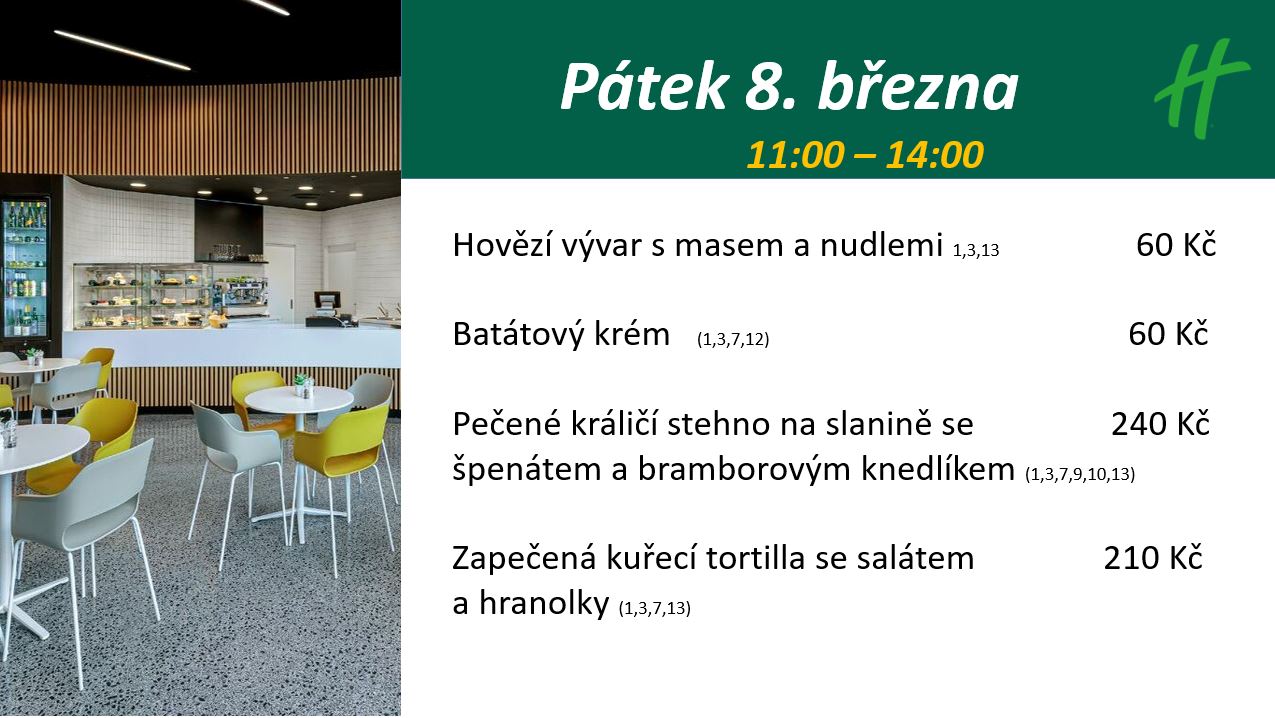 Pátek 8. března
11:00 – 14:00
Hovězí vývar s masem a nudlemi 1,3,13 60 Kč
Batátový krém (1,3,7,12) 60 Kč
Pečené králičí stehno na slanině se 240 Kč
špenátem a bramborovým knedlíkem (1,3,7,9,10,13)
Zapečená kuřecí tortilla se salátem 210 Kč
a hranolky (1,3,7,13)